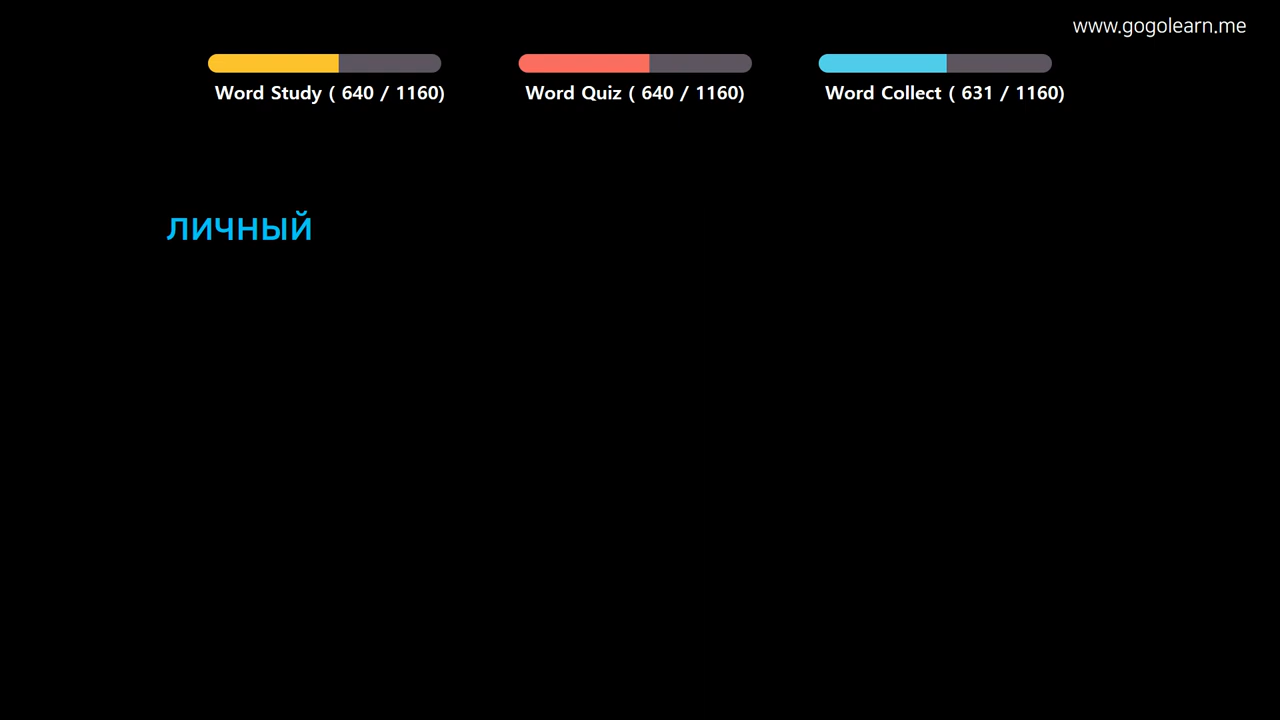 www.gogolearn.me
Word Study ( 640 / 1160)
Word Quiz ( 640 / 1160)
Word Collect ( 631 / 1160)
личный